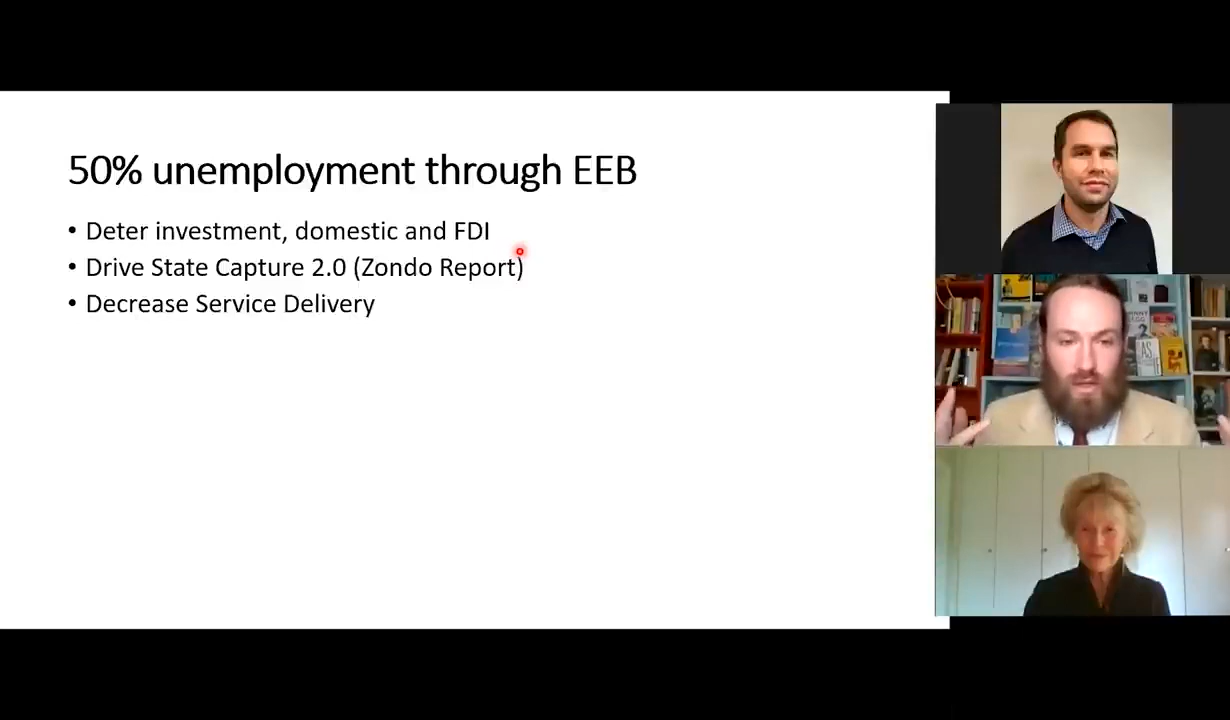 50% unemployment through EEB
• Deter investment, domestic and FDI
• Drive State Capture 2.0 (Zondo Report)
• Decrease Service Delivery